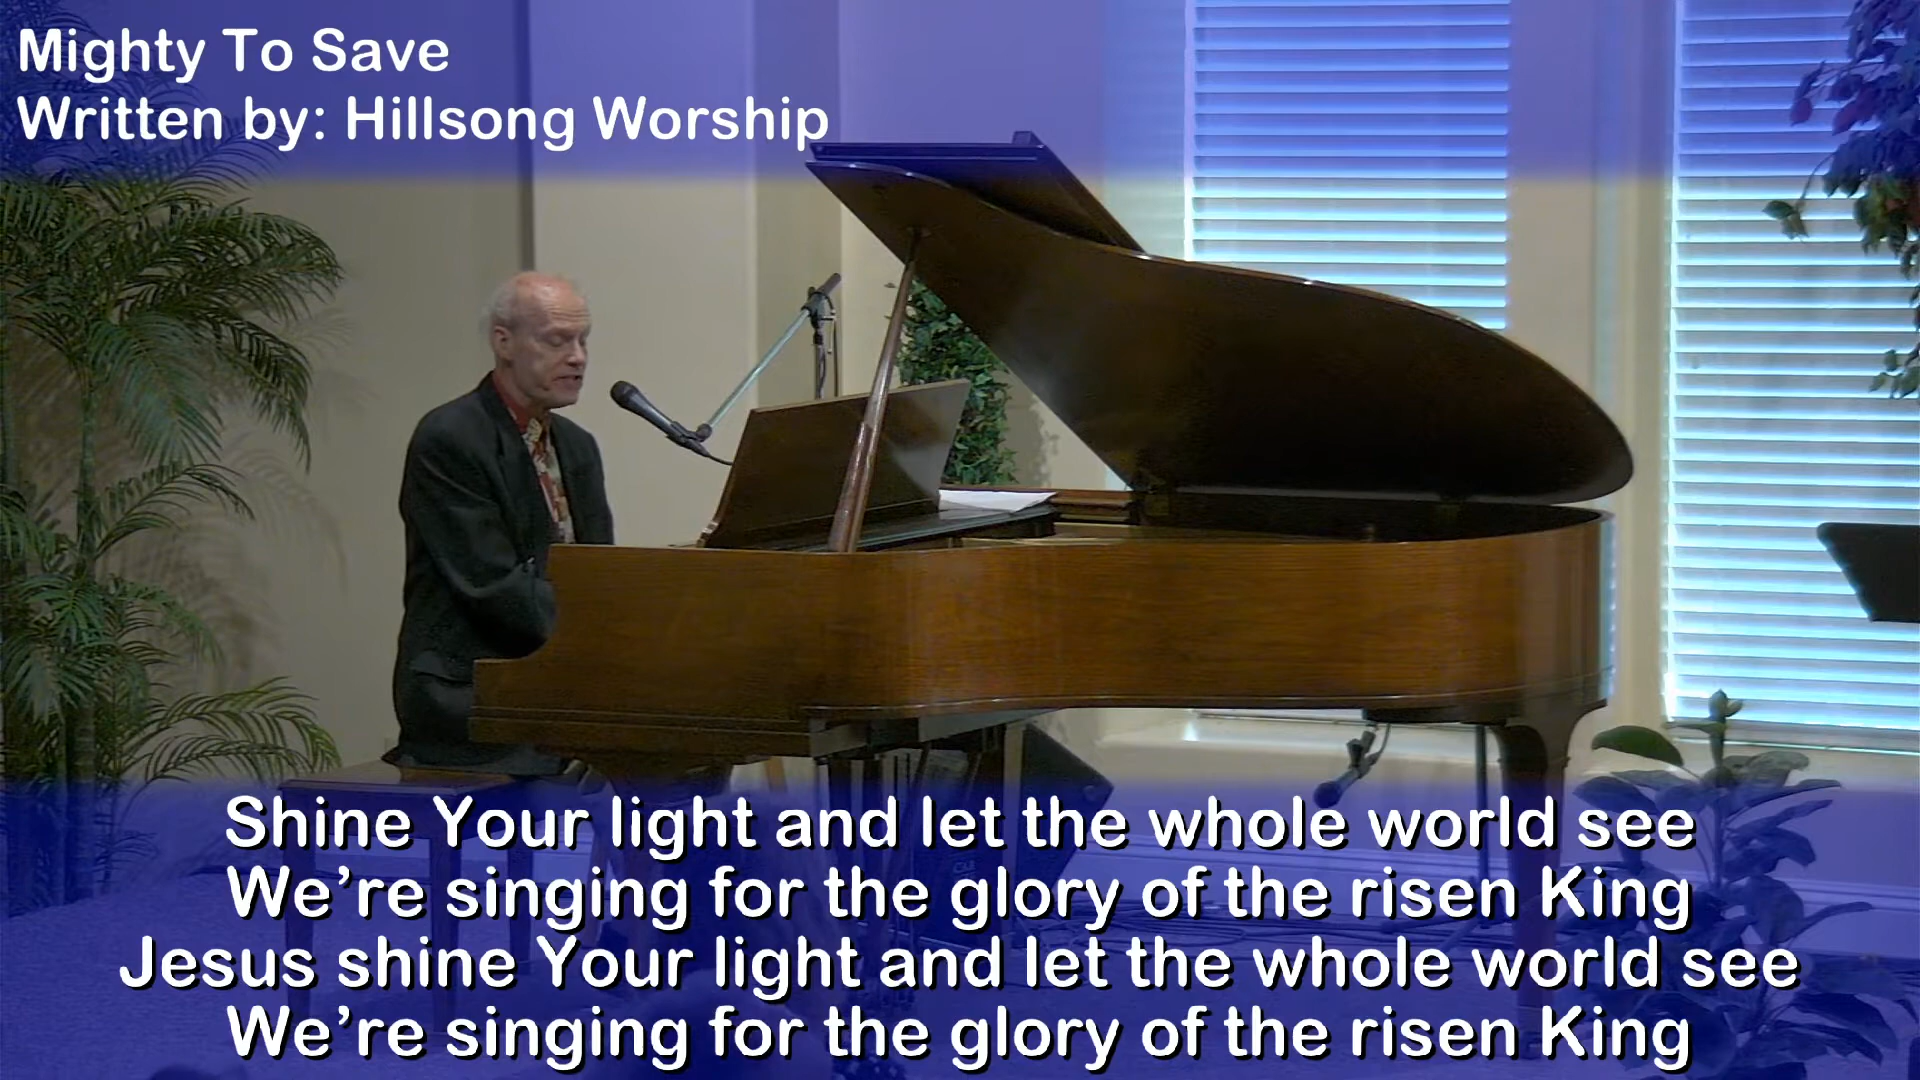 Mighty To Save
Written by: Hillsong Worship
Shine Your light and let the whole world see
We’re singing for the glory of the risen King
Jesus shine Your light and let the whole world see
We’re singing for the glory of the risen King